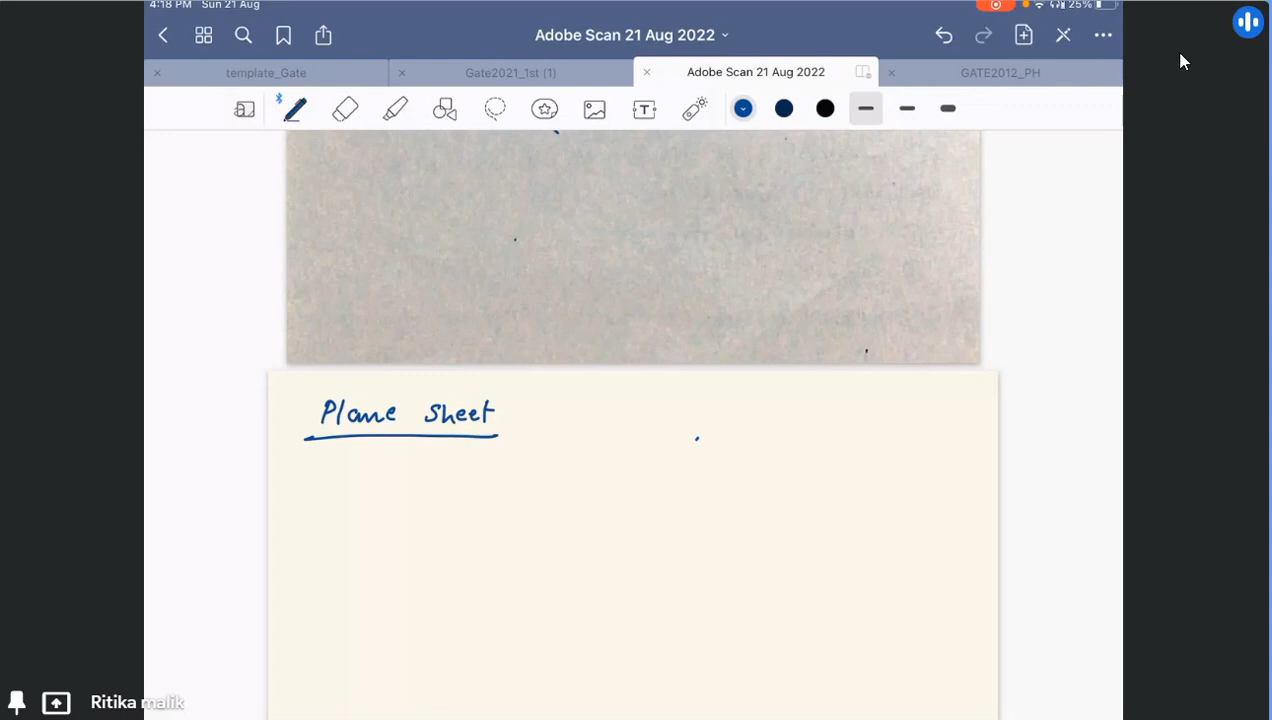 4:18 PM Sun 21 Aug 25%
Adobe Scan 21 Aug 2022
template_Gate Gate2021_1st (1) Adobe Scan 21 Aug 2022 GATE2012_PH
T
Plane Sheet
Ritika malik